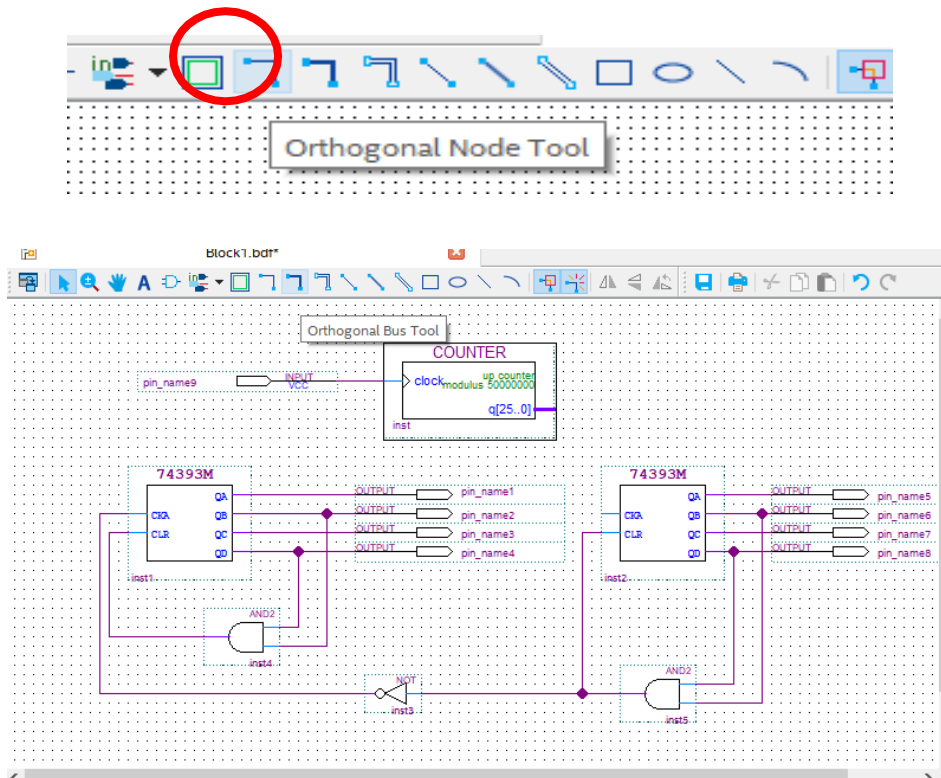 in
Orthogonal Node Tool
Block1.bdf*
A
in
Orthogonal Bus Tool
COUNTER
pin_name9
INPUT
VCC
clock
up counter
modulus 50000000
q[25..0]
inst
74393M
74393M
QA
OUTPUT
pin_name1
QA
OUTPUT
pin_name5
CKA
QB
OUTPUT
pin_name2
CKA
QB
OUTPUT
pin_name6
CLR
QC
OUTPUT
pin_name3
CLR
QC
OUTPUT
pin_name7
QD
OUTPUT
pin_name4
QD
OUTPUT
pin_name8
inst1
inst2
AND2
inst4
NOT
inst3
AND2
inst5